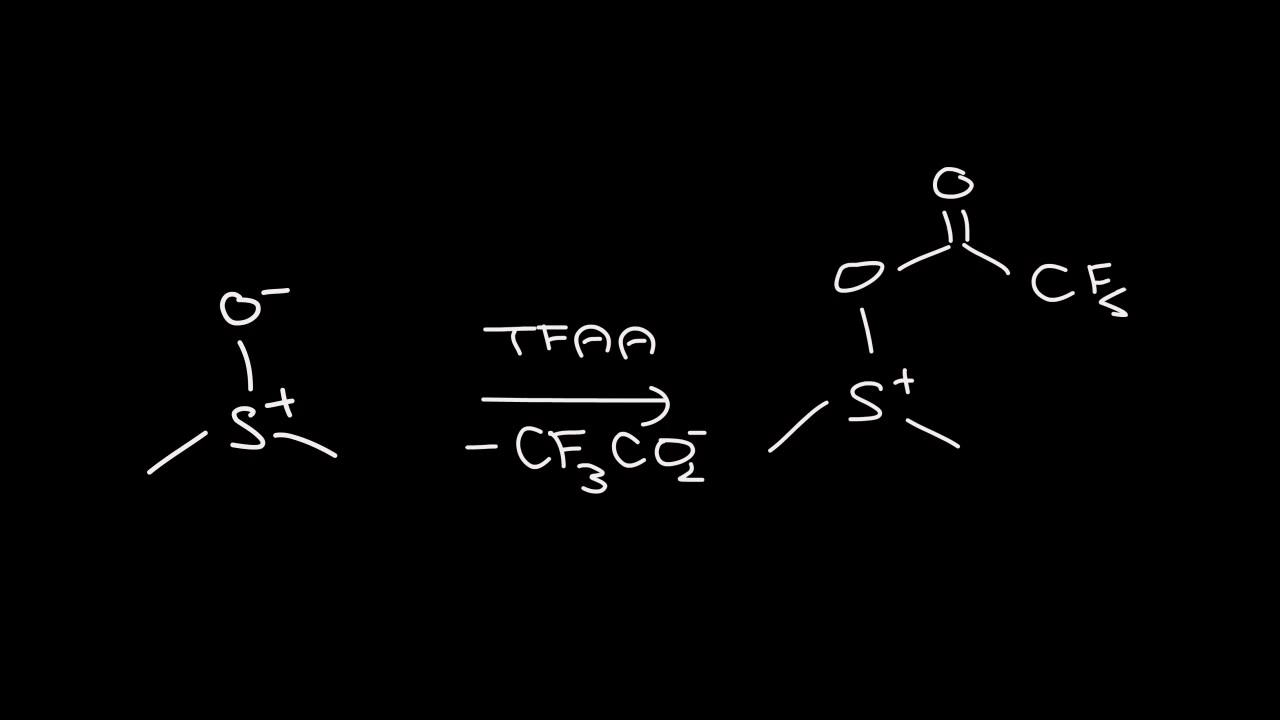 O
O CF3
O⁻
TFAA
S⁺
S⁺
- CF3CO2⁻